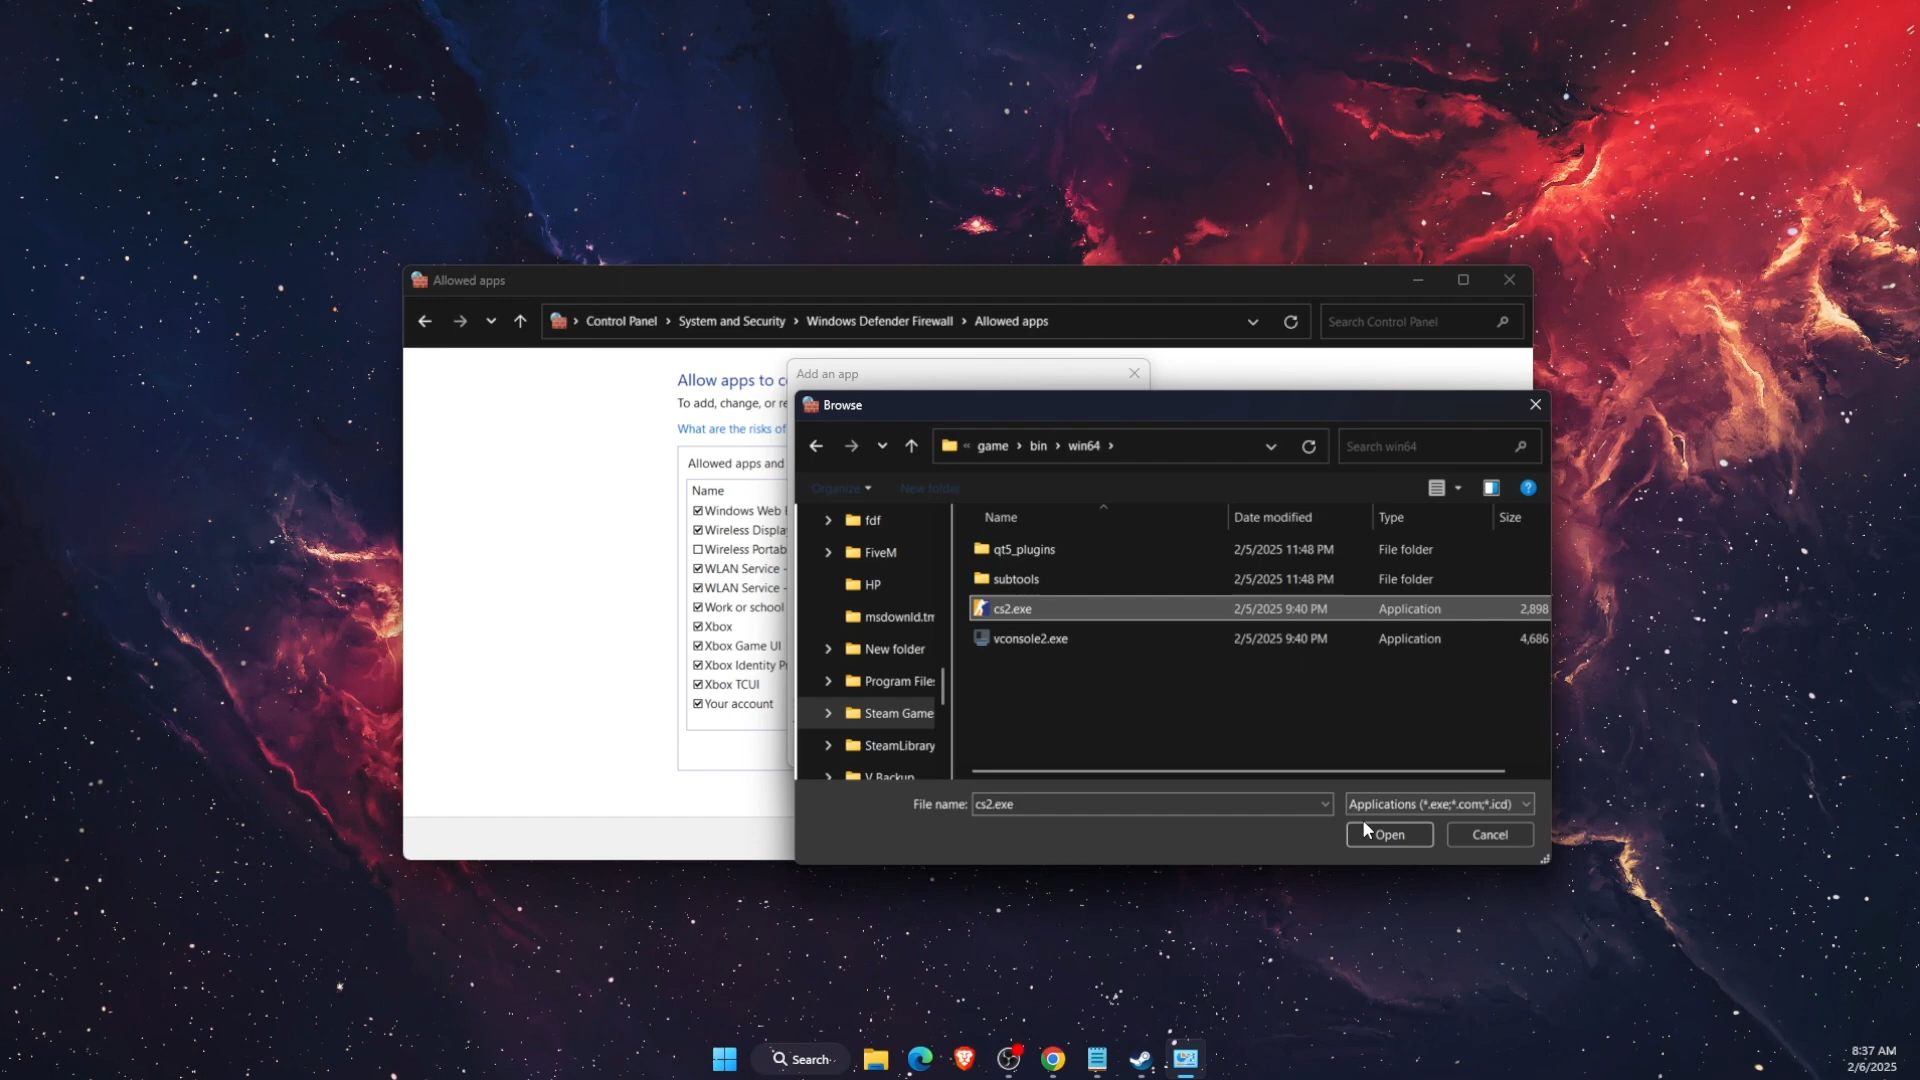 Allowed apps
Control Panel › System and Security › Windows Defender Firewall › Allowed apps
Search Control Panel
Allow apps to
To add, change, or
What are the risks of
Allowed apps and
Name
Windows Web
Wireless
Wireless
WLAN Service -
WLAN Service -
Work or school
Xbox
Xbox Game UI
Xbox Identity
Xbox TCUI
Your account
Add an app
Browse
« game › bin › win64 ›
Search win64
Organize
New folder
fdf
FiveM
HP
New folder
Program
Steam
SteamLibrary
V Backup
Name
Date modified
Type
Size
qt5_plugins 2/5/2025 11:48 PM File folder
subtools 2/5/2025 11:48 PM File folder
cs2.exe 2/5/2025 9:40 PM Application 2,898
vconsole2.exe 2/5/2025 9:40 PM Application 4,686
File name: cs2.exe
Applications (*.exe;*.com;*.icd)
Open
Cancel
Search
8:37 AM
2/6/2025